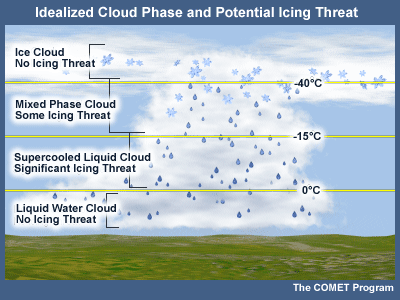 Idealized Cloud Phase and Potential Icing Threat
Ice Cloud
No Icing Threat
-40°C
Mixed Phase Cloud
Some Icing Threat
-15°C
Supercooled Liquid Cloud
Significant Icing Threat
0°C
Liquid Water Cloud
No Icing Threat
The COMET Program